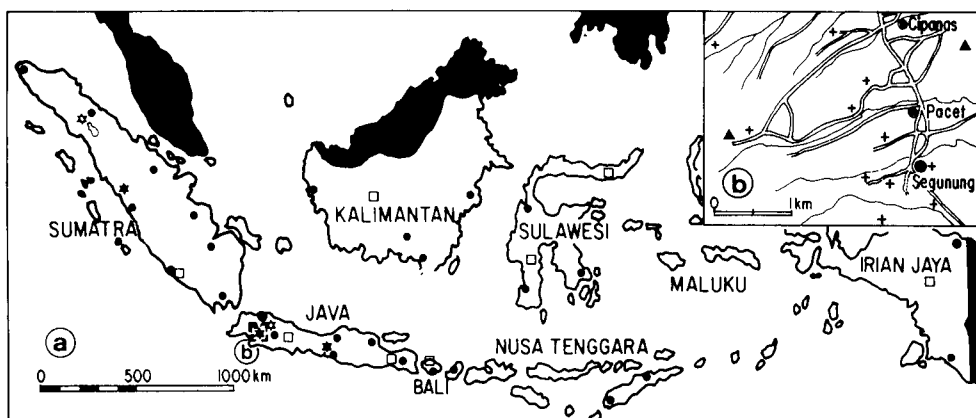 Cipanas
Pacet
Segunung
b
0 1 km
SUMATRA
KALIMANTAN
SULAWESI
MALUKU
IRIAN JAYA
JAVA
BALI
NUSA TENGGARA
a
b
0 500 1000 km